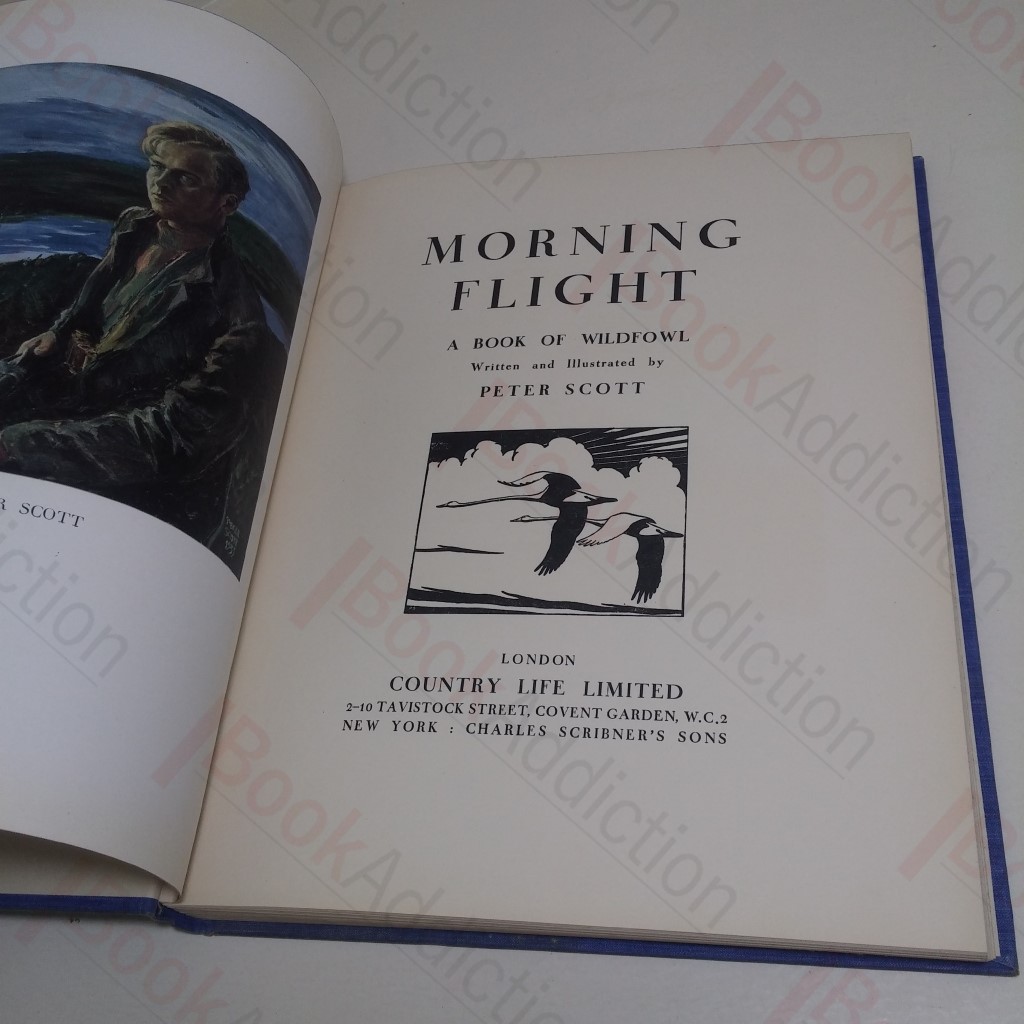 R SCOTT
MORNING
FLIGHT
A BOOK OF WILDFOWL
Written and Illustrated by
PETER SCOTT
LONDON
COUNTRY LIFE LIMITED
2–10 TAVISTOCK STREET, COVENT GARDEN, W.C.2
NEW YORK : CHARLES SCRIBNER'S SONS
BookAddiction